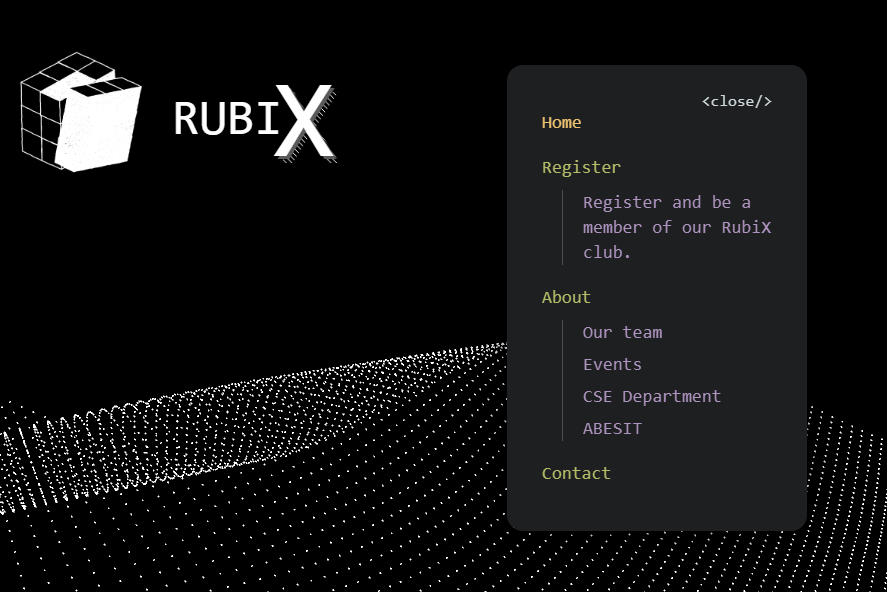 RUBIX
<close/>
Home
Register
Register and be a
member of our RubiX
club.
About
Our team
Events
CSE Department
ABESIT
Contact